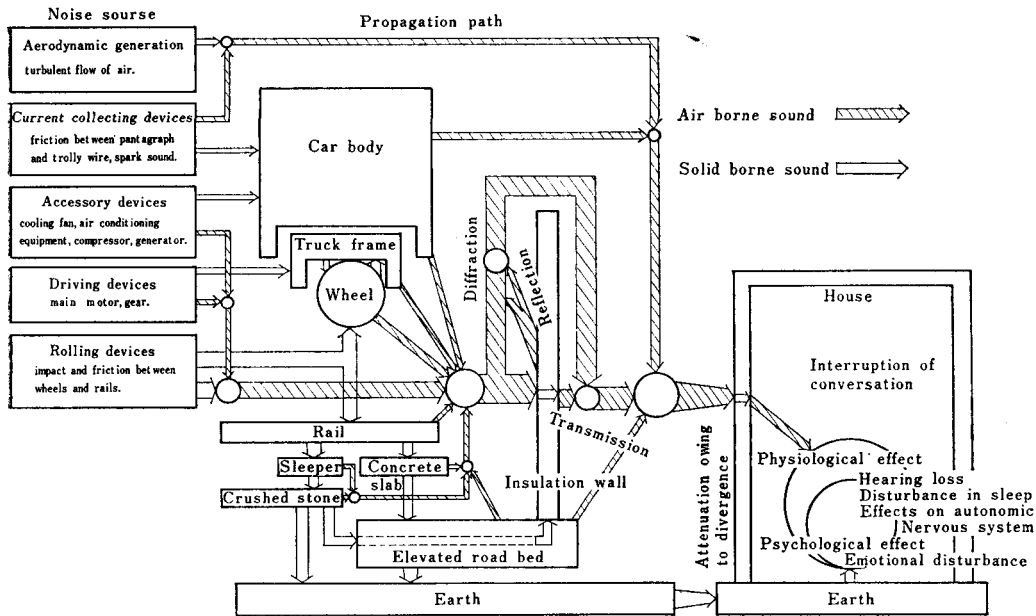 Noise sourse
Propagation path
Aerodynamic generation
turbulent flow of air.
Current collecting devices
friction between pantagraph
and trolly wire, spark sound.
Accessory devices
cooling fan, air conditioning
equipment, compressor, generator.
Driving devices
main motor, gear.
Rolling devices
impact and friction between
wheels and rails.
Car body
Truck frame
Wheel
Air borne sound
Solid borne sound
Diffraction
Reflection
Transmission
Insulation wall
Rail
Sleeper
Concrete
slab
Crushed stone
Elevated road bed
Earth
Attenuation owing
to divergence
House
Interruption of
conversation
Physiological effect
Hearing loss
Disturbance in sleep
Effects on autonomic
Nervous system
Psychological effect
Emotional disturbance
Earth